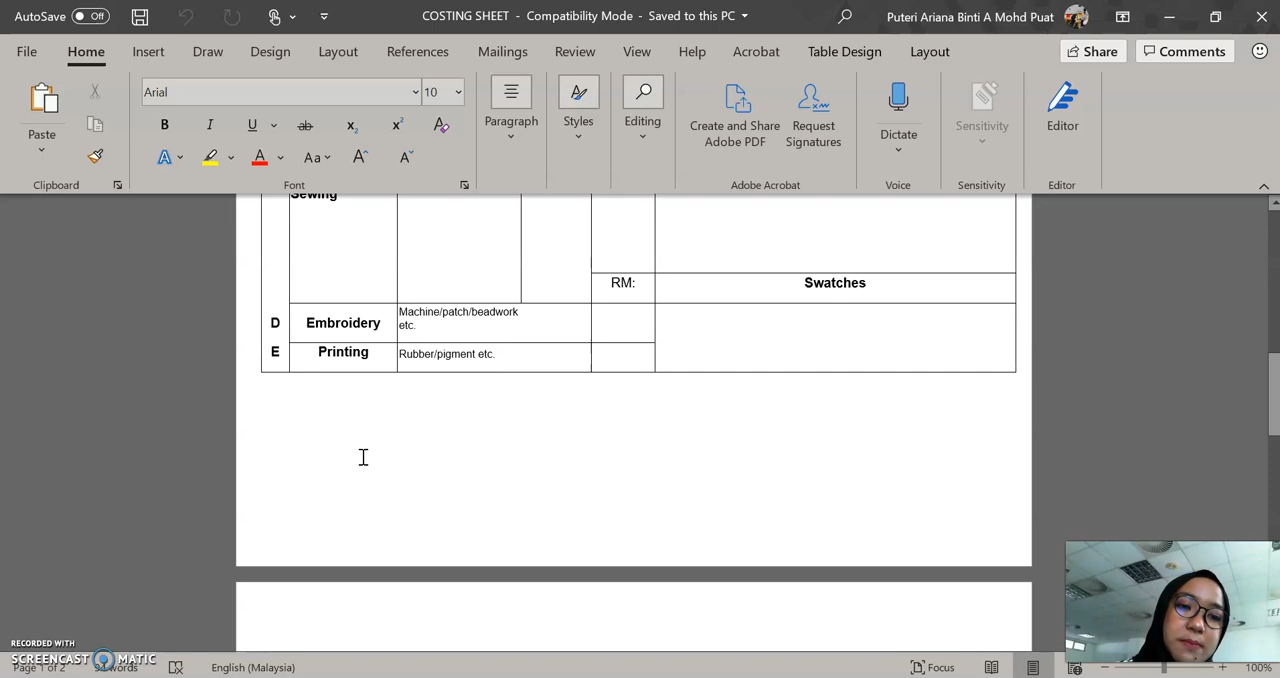 AutoSave Off
COSTING SHEET - Compatibility Mode - Saved to this PC
Puteri Ariana Binti A Mohd Puat
File Home Insert Draw Design Layout References Mailings Review View Help Acrobat Table Design Layout
Share Comments
Arial 10
Paste
Paragraph
Styles
Editing
Create and Share
Adobe PDF
Request
Signatures
Dictate
Sensitivity
Editor
Clipboard Font Adobe Acrobat Voice Sensitivity Editor
Sewing
RM: Swatches
D Embroidery Machine/patch/beadwork
etc.
E Printing Rubber/pigment etc.
RECORDED WITH
SCREENCAST MATIC
Page 1 of 2 94 words English (Malaysia) Focus 100%